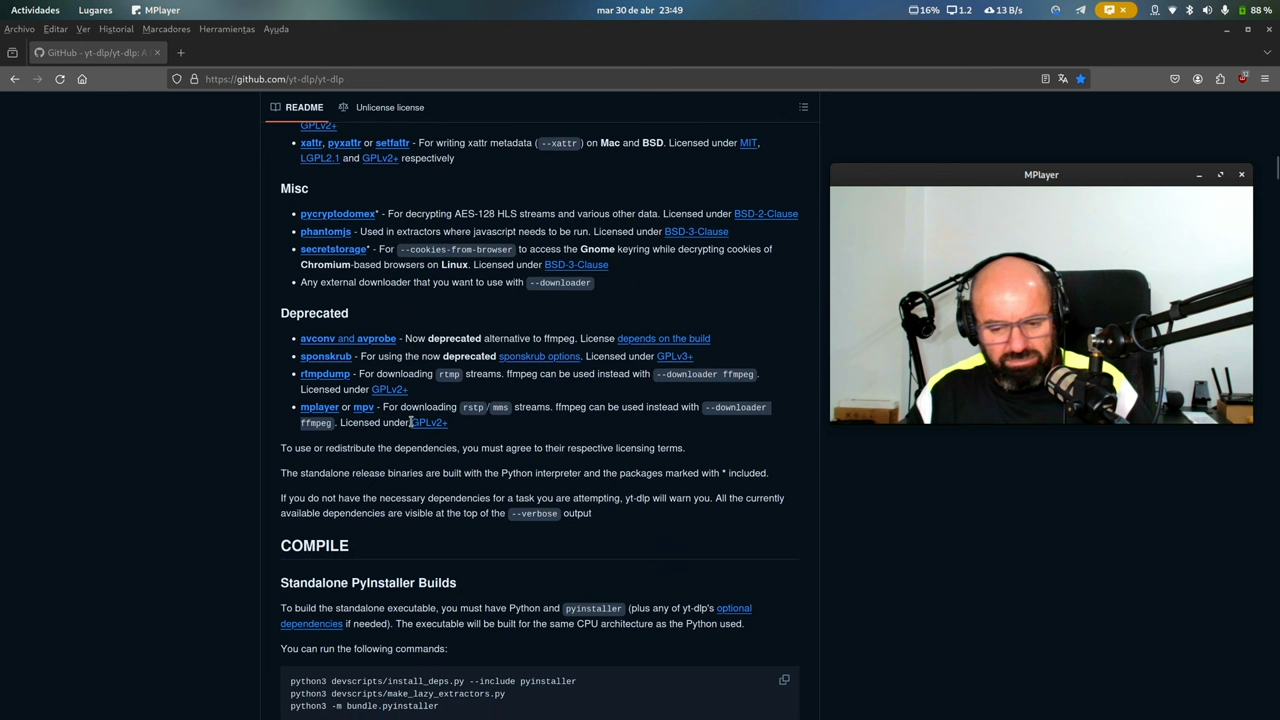 Actividades Lugares MPlayer mar 30 de abr 23:49 16% 1.2 13 B/s 88 %
Archivo Editar Ver Historial Marcadores Herramientas Ayuda
GitHub - yt-dlp/yt-dlp: A
https://github.com/yt-dlp/yt-dlp
README Unlicense license
GPLv2+
• xattr, pyxattr or setfattr - For writing xattr metadata (--xattr) on Mac and BSD. Licensed under MIT,
LGPL2.1 and GPLv2+ respectively
Misc
• pycryptodomex* - For decrypting AES-128 HLS streams and various other data. Licensed under BSD-2-Clause
• phantomjs - Used in extractors where javascript needs to be run. Licensed under BSD-3-Clause
• secretstorage* - For --cookies-from-browser to access the Gnome keyring while decrypting cookies of
Chromium-based browsers on Linux. Licensed under BSD-3-Clause
• Any external downloader that you want to use with --downloader
Deprecated
• avconv and avprobe - Now deprecated alternative to ffmpeg. License depends on the build
• sponskrub - For using the now deprecated sponskrub options. Licensed under GPLv3+
• rtmpdump - For downloading rtmp streams. ffmpeg can be used instead with --downloader ffmpeg.
Licensed under GPLv2+
• mplayer or mpv - For downloading rstp/mms streams. ffmpeg can be used instead with --downloader
ffmpeg. Licensed under GPLv2+
To use or redistribute the dependencies, you must agree to their respective licensing terms.
The standalone release binaries are built with the Python interpreter and the packages marked with * included.
If you do not have the necessary dependencies for a task you are attempting, yt-dlp will warn you. All the currently
available dependencies are visible at the top of the --verbose output
COMPILE
Standalone PyInstaller Builds
To build the standalone executable, you must have Python and pyinstaller (plus any of yt-dlp's optional
dependencies if needed). The executable will be built for the same CPU architecture as the Python used.
You can run the following commands:
python3 devscripts/install_deps.py --include pyinstaller
python3 devscripts/make_lazy_extractors.py
python3 -m bundle.pyinstaller
MPlayer